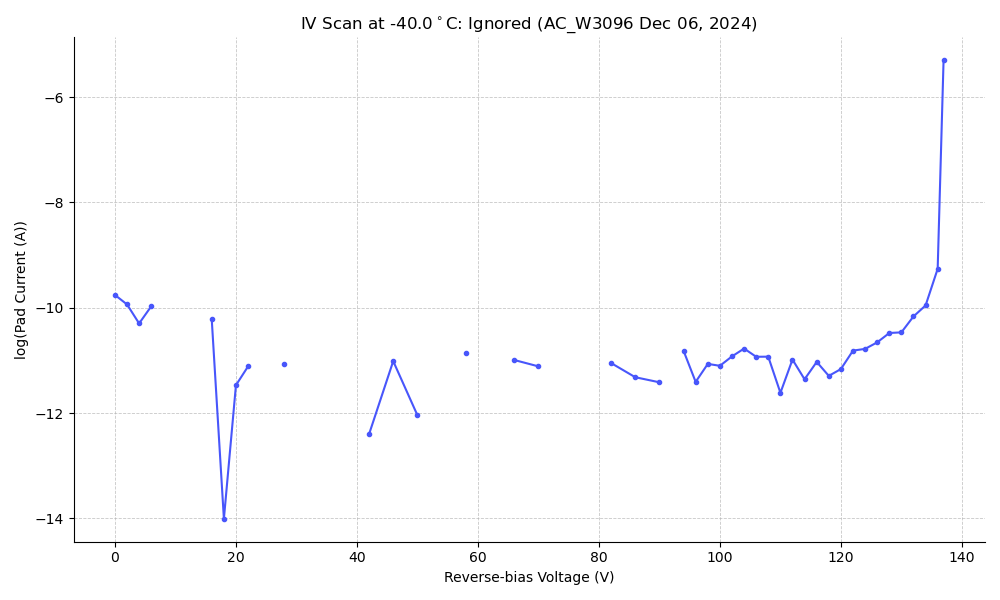 IV Scan at -40.0°C: Ignored (AC_W3096 Dec 06, 2024)
log(Pad Current (A))
−6
−8
−10
−12
−14
0 20 40 60 80 100 120 140
Reverse-bias Voltage (V)